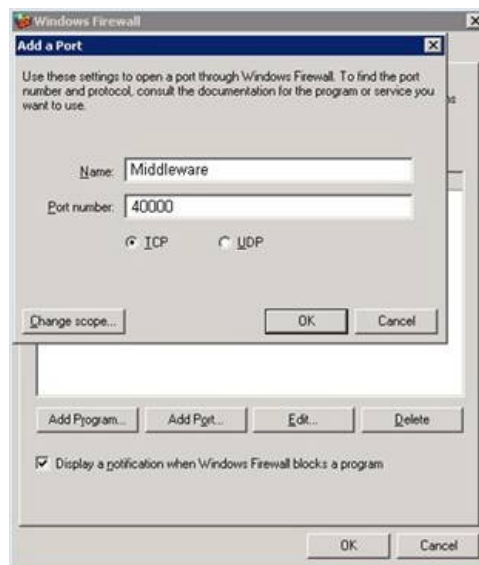 Windows Firewall
Add a Port
Use these settings to open a port through Windows Firewall. To find the port
number and protocol, consult the documentation for the program or service you
want to use.
Name: Middleware
Port number: 40000
TCP UDP
Change scope... OK Cancel
Add Program... Add Port... Edit... Delete
Display a notification when Windows Firewall blocks a program
OK Cancel